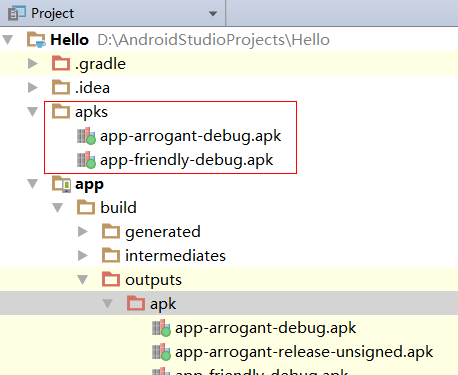 Project
Hello D:\AndroidStudioProjects\Hello
.gradle
.idea
apks
app-arrogant-debug.apk
app-friendly-debug.apk
app
build
generated
intermediates
outputs
apk
app-arrogant-debug.apk
app-arrogant-release-unsigned.apk
app-friendly-debug.apk